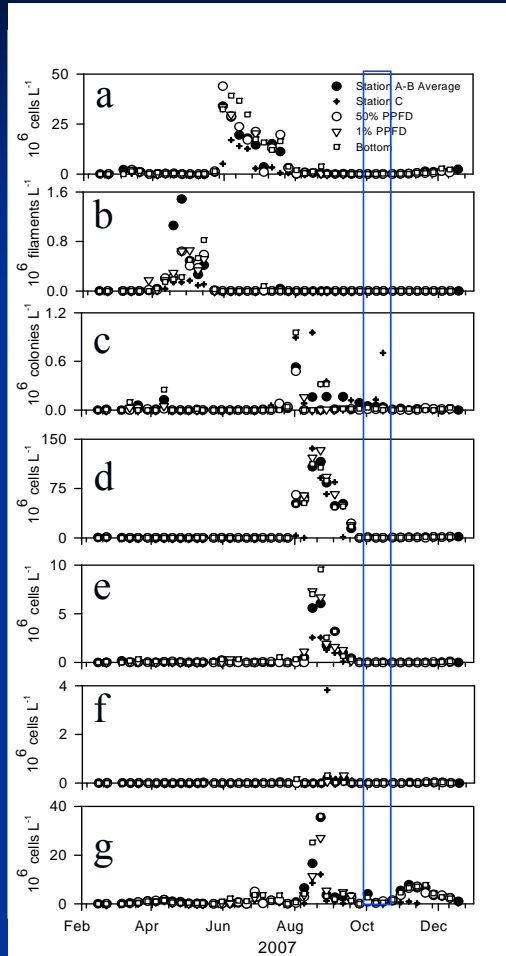 a
50
25
0
10⁶ cells L⁻¹
Station A-B Average
Station C
50% PPFD
1% PPFD
Bottom
b
1.6
0.8
0.0
10⁶ filaments L⁻¹
c
1.2
0.6
0.0
10⁶ colonies L⁻¹
d
150
75
0
10⁶ cells L⁻¹
e
10
5
0
10⁶ cells L⁻¹
f
4
2
0
10⁶ cells L⁻¹
g
40
20
0
10⁶ cells L⁻¹
Feb Apr Jun Aug Oct Dec
2007